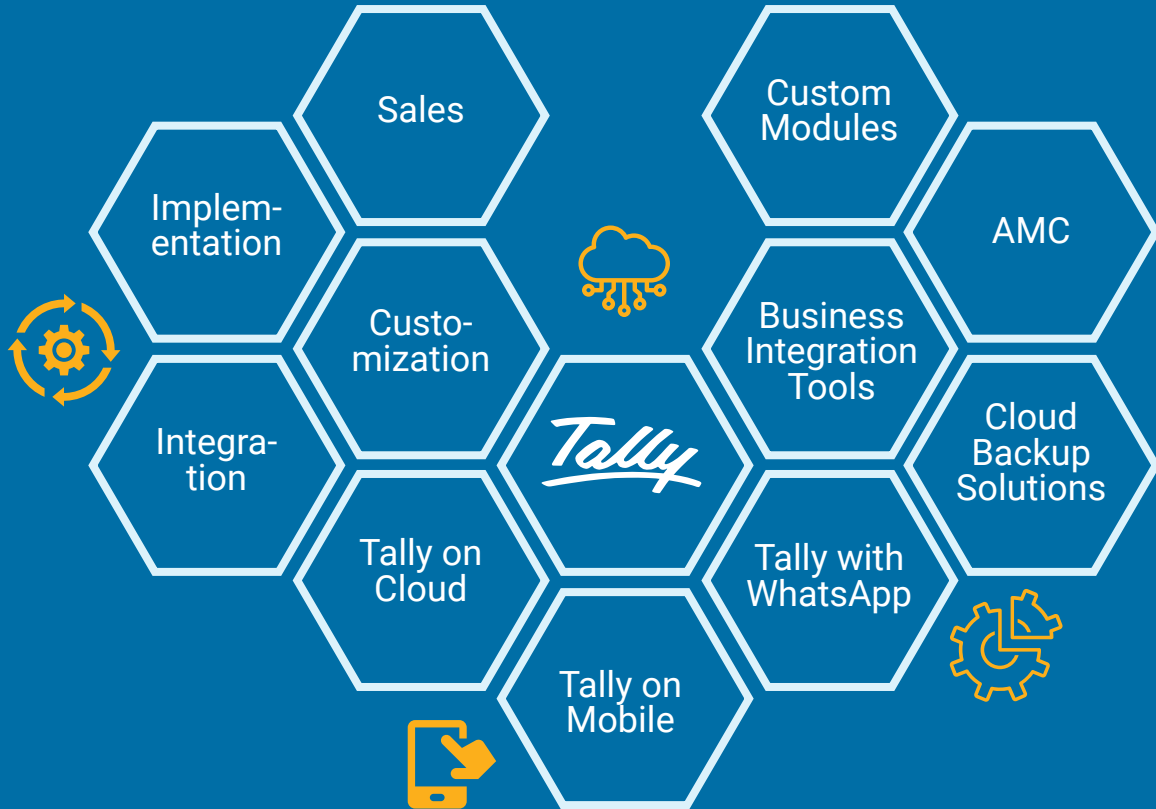 Sales
Custom
Modules
Implem-
entation
AMC
Custo-
mization
Business
Integration
Tools
Integra-
tion
Tally
Cloud
Backup
Solutions
Tally on
Cloud
Tally with
WhatsApp
Tally on
Mobile